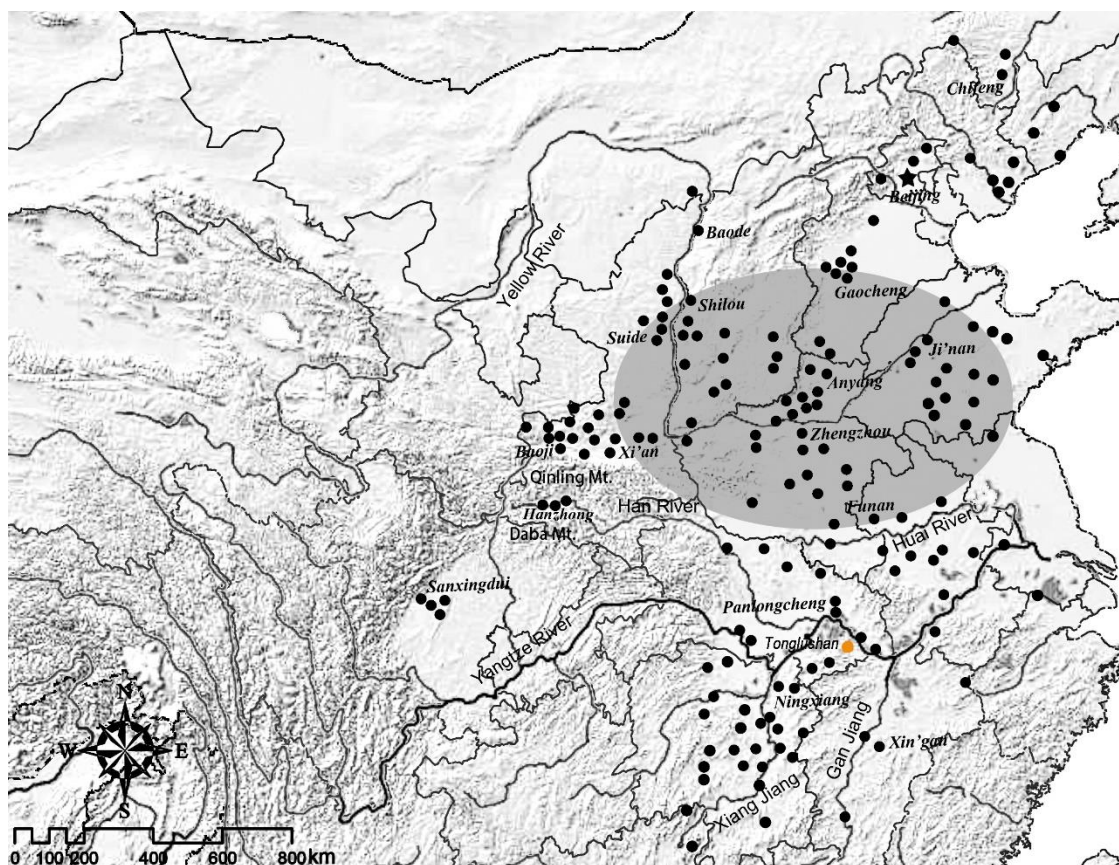 Chifeng
Beijing
Baode
Yellow River
Gaocheng
Shilou
Suide
Ji'nan
Anyang
Zhengzhou
Baoji
Xi'an
Qinling Mt.
Hanzhong
Han River
Funan
Daba Mt.
Huai River
Sanxingdui
Panlongcheng
Yangtze River
Tonglushan
Ningxiang
Xin'gan
Gan Jiang
Xiang Jiang
N
W E
S
0 100 200 400 600 800 km